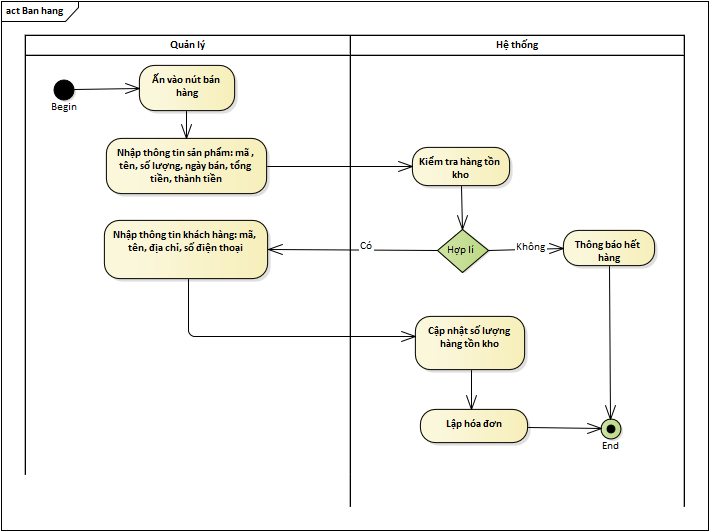 act Ban hang
Quản lý
Hệ thống
Begin
Ấn vào nút bán
hàng
Nhập thông tin sản phẩm: mã ,
tên, số lượng, ngày bán, tổng
tiền, thành tiền
Kiểm tra hàng tồn
kho
Nhập thông tin khách hàng: mã,
tên, địa chỉ, số điện thoại
Có
Hợp lí
Không
Thông báo hết
hàng
Cập nhật số lượng
hàng tồn kho
Lập hóa đơn
End